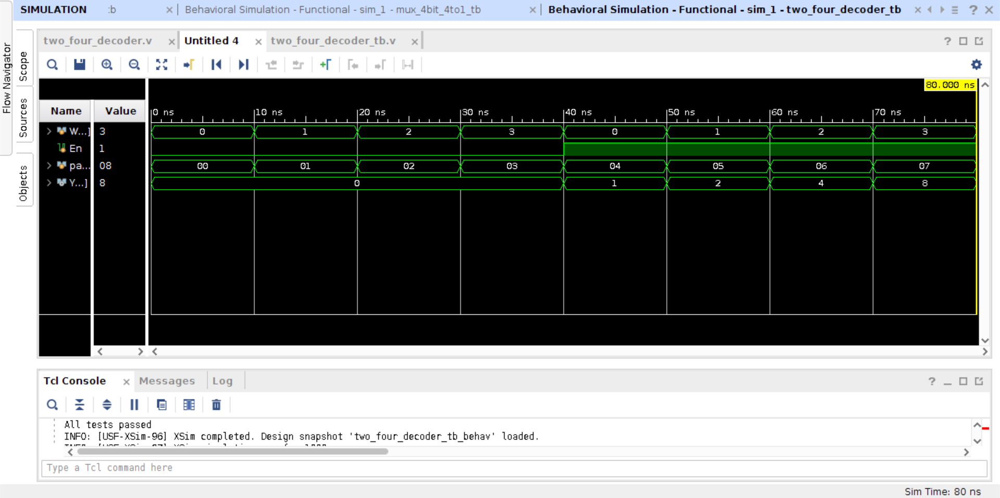 SIMULATION :b Behavioral Simulation - Functional - sim_1 - mux_4bit_4to1_tb Behavioral Simulation - Functional - sim_1 - two_four_decoder_tb
Flow Navigator
Scope
Sources
Objects
two_four_decoder.v Untitled 4 two_four_decoder_tb.v
80.000 ns
Name Value 0 ns 10 ns 20 ns 30 ns 40 ns 50 ns 60 ns 70 ns
W...] 3 0 1 2 3 0 1 2 3
En 1
pa... 08 00 01 02 03 04 05 06 07
Y...] 8 0 1 2 4 8
Tcl Console Messages Log
All tests passed
INFO: [USF-XSim-96] XSim completed. Design snapshot 'two_four_decoder_tb_behav' loaded.
Type a Tcl command here
Sim Time: 80 ns